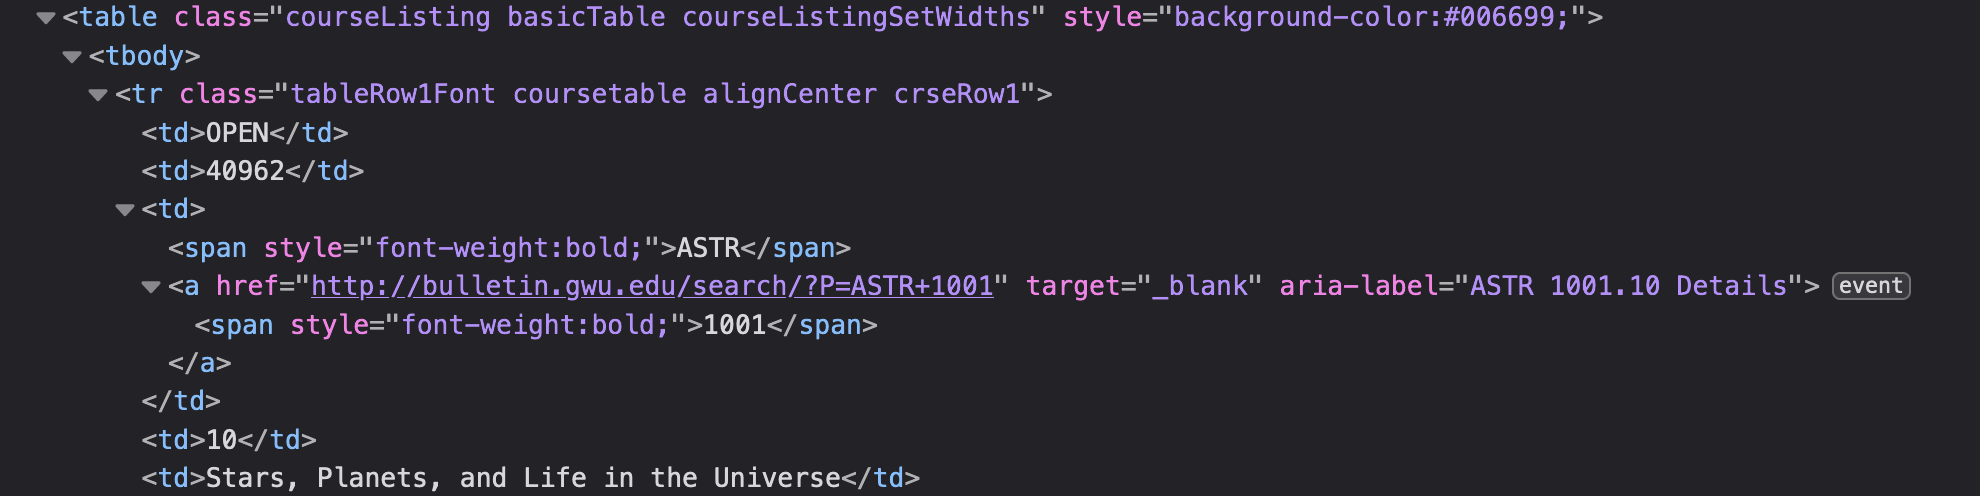 <table class="courseListing basicTable courseListingSetWidths" style="background-color:#006699;">
<tbody>
<tr class="tableRow1Font coursetable alignCenter crseRow1">
<td>OPEN</td>
<td>40962</td>
<td>
<span style="font-weight:bold;">ASTR</span>
<a href="http://bulletin.gwu.edu/search/?P=ASTR+1001" target="_blank" aria-label="ASTR 1001.10 Details"> event
<span style="font-weight:bold;">1001</span>
</a>
</td>
<td>10</td>
<td>Stars, Planets, and Life in the Universe</td>